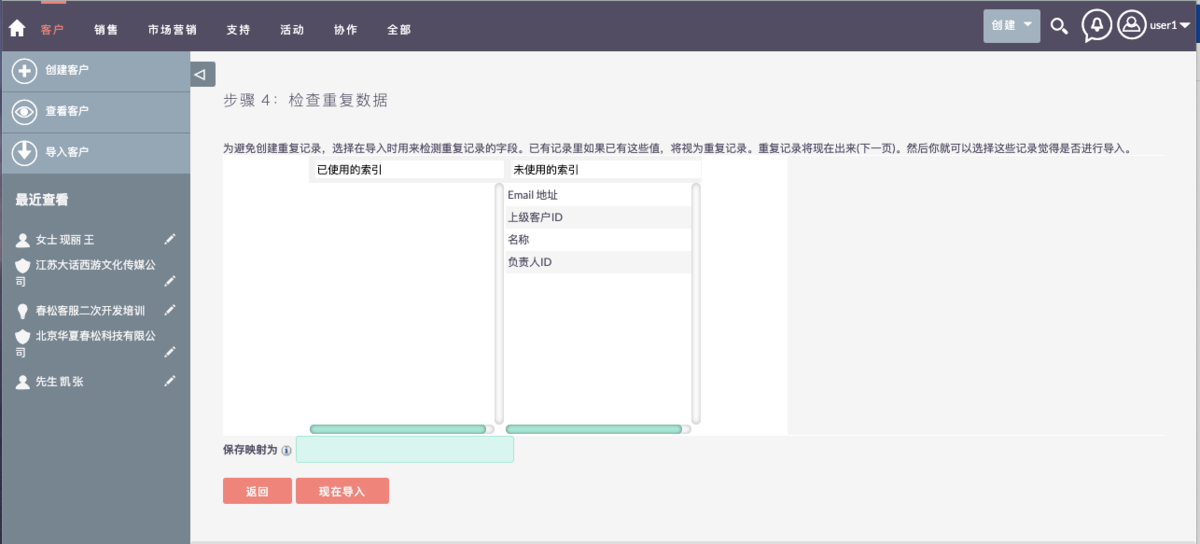 客户 销售 市场营销 支持 活动 协作 全部 创建 user1
创建客户
查看客户
导入客户
最近查看
女士 现丽 王
江苏大话西游文化传媒公
司
春松客服二次开发培训
北京华夏春松科技有限公
司
先生 凯 张
步骤 4：检查重复数据
为避免创建重复记录，选择在导入时用来检测重复记录的字段。已有记录里如果已有这些值，将视为重复记录。重复记录将现在出来(下一页)。然后你就可以选择这些记录觉得是否进行导入。
已使用的索引 未使用的索引
Email 地址
上级客户ID
名称
负责人ID
保存映射为
返回 现在导入